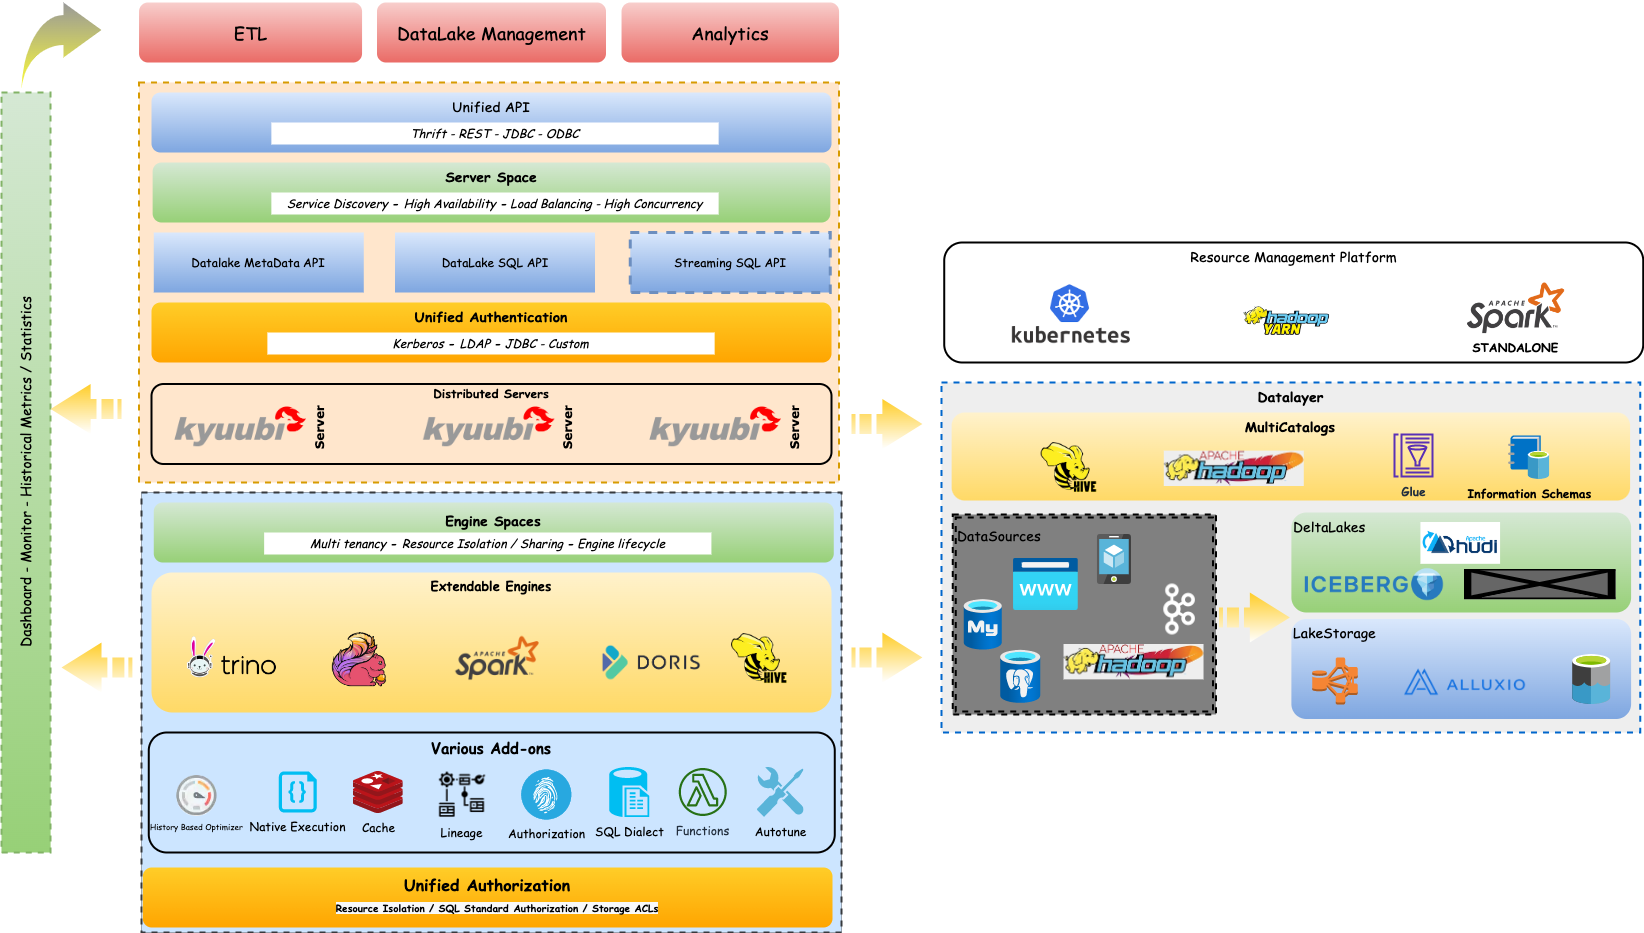 ETL
DataLake Management
Analytics
Unified API
Thrift - REST - JDBC - ODBC
Server Space
Service Discovery – High Availability – Load Balancing - High Concurrency
Datalake MetaData API
DataLake SQL API
Streaming SQL API
Unified Authentication
Kerberos – LDAP – JDBC - Custom
Distributed Servers
kyuubi Server
kyuubi Server
kyuubi Server
Dashboard - Monitor - Historical Metrics / Statistics
Engine Spaces
Multi tenancy – Resource Isolation / Sharing – Engine lifecycle
Extendable Engines
trino
APACHE
Spark
DORIS
HIVE
Various Add-ons
History Based Optimizer
Native Execution
Cache
Lineage
Authorization
SQL Dialect
Functions
Autotune
Unified Authorization
Resource Isolation / SQL Standard Authorization / Storage ACLs
Resource Management Platform
kubernetes
hadoop
YARN
APACHE
Spark
STANDALONE
Datalayer
MultiCatalogs
HIVE
APACHE
hadoop
Glue
Information Schemas
DataSources
WWW
My
APACHE
hadoop
DeltaLakes
Apache
hudi
ICEBERG
LakeStorage
ALLUXIO